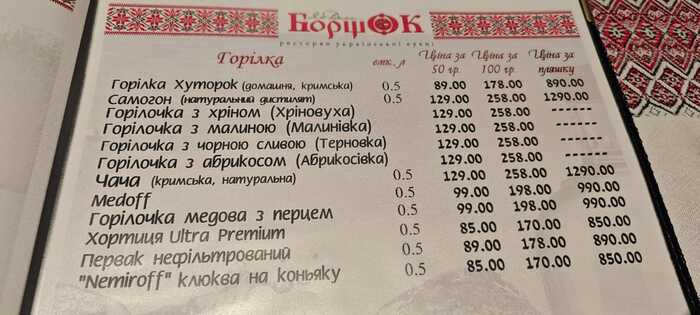 Борщ❂К
ресторан української кухні
Горілка емк. л Ціна за 50 гр. Ціна за 100 гр. Ціна за пляшку
Горілка Хуторок (домашня, кримська) 0.5 89.00 178.00 890.00
Самогон (натуральний дистилят) 0.5 129.00 258.00 1290.00
Горілочка з хріном (Хріновуха) 129.00 258.00 ------
Горілочка з малиною (Малинівка) 129.00 258.00 ------
Горілочка з чорною сливою (Терновка) 129.00 258.00 ------
Горілочка з абрикосом (Абрикосівка) 129.00 258.00 ------
Чача (кримська, натуральна) 0.5 129.00 258.00 1290.00
Medoff 0.5 99.00 198.00 990.00
Горілочка медова з перцем 0.5 99.00 198.00 990.00
Хортиця Ultra Premium 0.5 85.00 170.00 850.00
Первак нефільтрований 0.5 89.00 178.00 890.00
"Nemiroff" клюква на коньяку 0.5 85.00 170.00 850.00